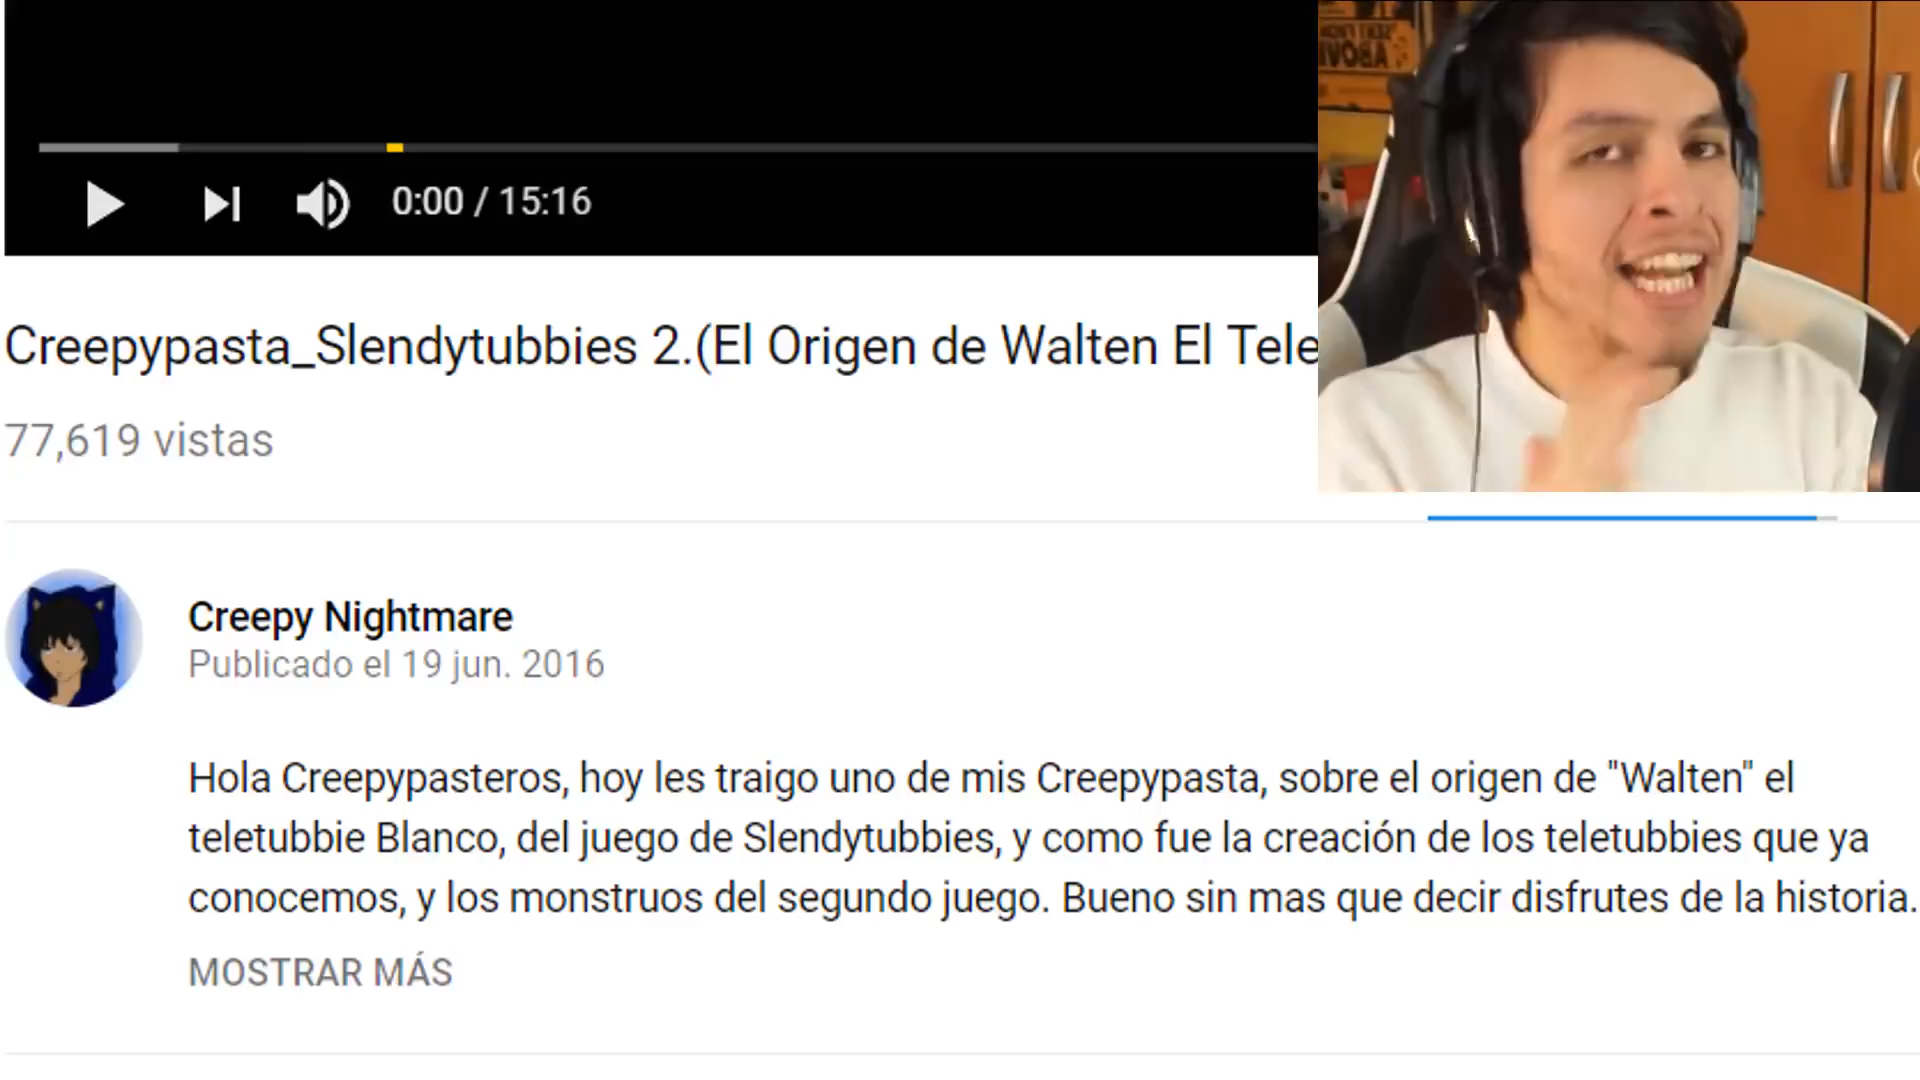 0:00 / 15:16
Creepypasta_Slendytubbies 2.(El Origen de Walten El Tele
77,619 vistas
Creepy Nightmare
Publicado el 19 jun. 2016
Hola Creepypasteros, hoy les traigo uno de mis Creepypasta, sobre el origen de "Walten" el
teletubbie Blanco, del juego de Slendytubbies, y como fue la creación de los teletubbies que ya
conocemos, y los monstruos del segundo juego. Bueno sin mas que decir disfrutes de la historia.
MOSTRAR MÁS